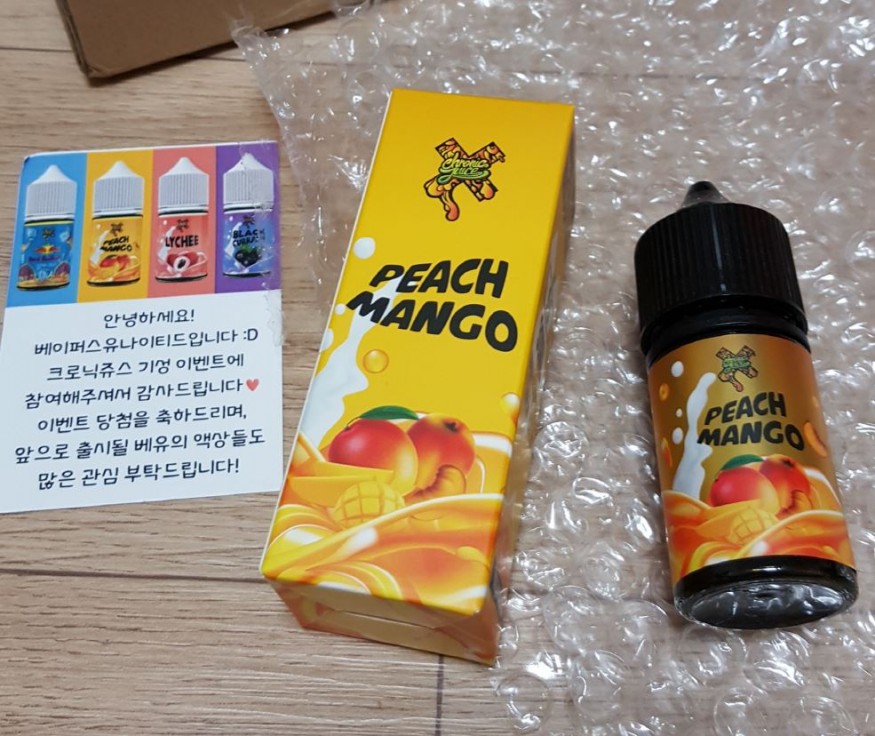 PEACH
MANGO
LYCHEE
BLACK
안녕하세요!
베이퍼스유나이티드입니다 :D
크로닉쥬스 기성 이벤트에
참여해주셔서 감사드립니다❤️
이벤트 당첨을 축하드리며,
앞으로 출시될 베유의 액상들도
많은 관심 부탁드립니다!
Chronic
Juice
PEACH
MANGO
PEACH
MANGO